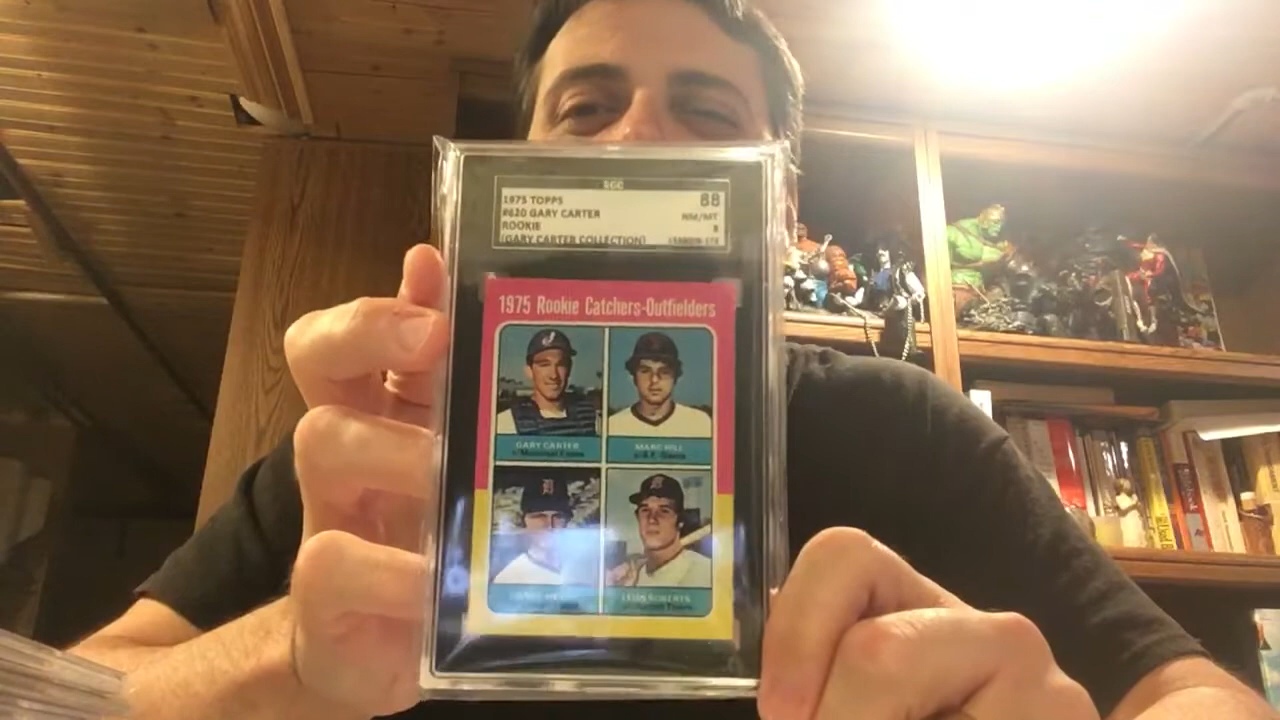 SGC
1975 TOPPS
88
#620 GARY CARTER
NM/MT
ROOKIE
8
(GARY CARTER COLLECTION)
1975 Rookie Catchers-Outfielders
GARY CARTER
c/Montreal Expos
MARC HILL
c/S.F. Giants
LEON ROBERTS